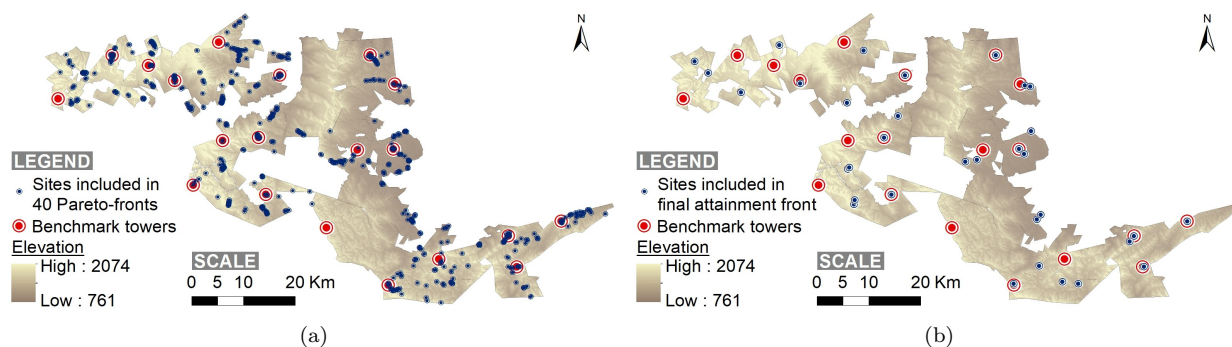 N
LEGEND
Sites included in
40 Pareto-fronts
Benchmark towers
Elevation
High : 2074
Low : 761
SCALE
0 5 10 20 Km
(a)
N
LEGEND
Sites included in
final attainment front
Benchmark towers
Elevation
High : 2074
Low : 761
SCALE
0 5 10 20 Km
(b)